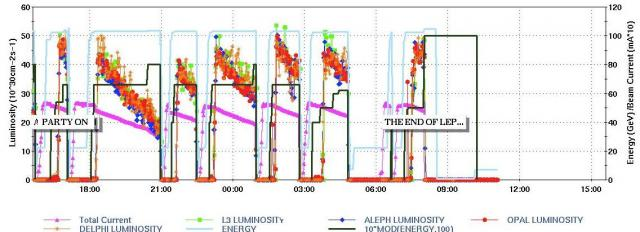 60
50
40
30
20
10
0
Luminosity (10^30cm-2s-1)
120
100
80
60
40
20
0
Energy (GeV) |Beam Current (mA*10)
PARTY ON
THE END OF LEP...
18:00 21:00 00:00 03:00 06:00 09:00 12:00 15:00
Total Current L3 LUMINOSITY ALEPH LUMINOSITY OPAL LUMINOSITY
DELPHI LUMINOSITY ENERGY 10*MOD(ENERGY,100)